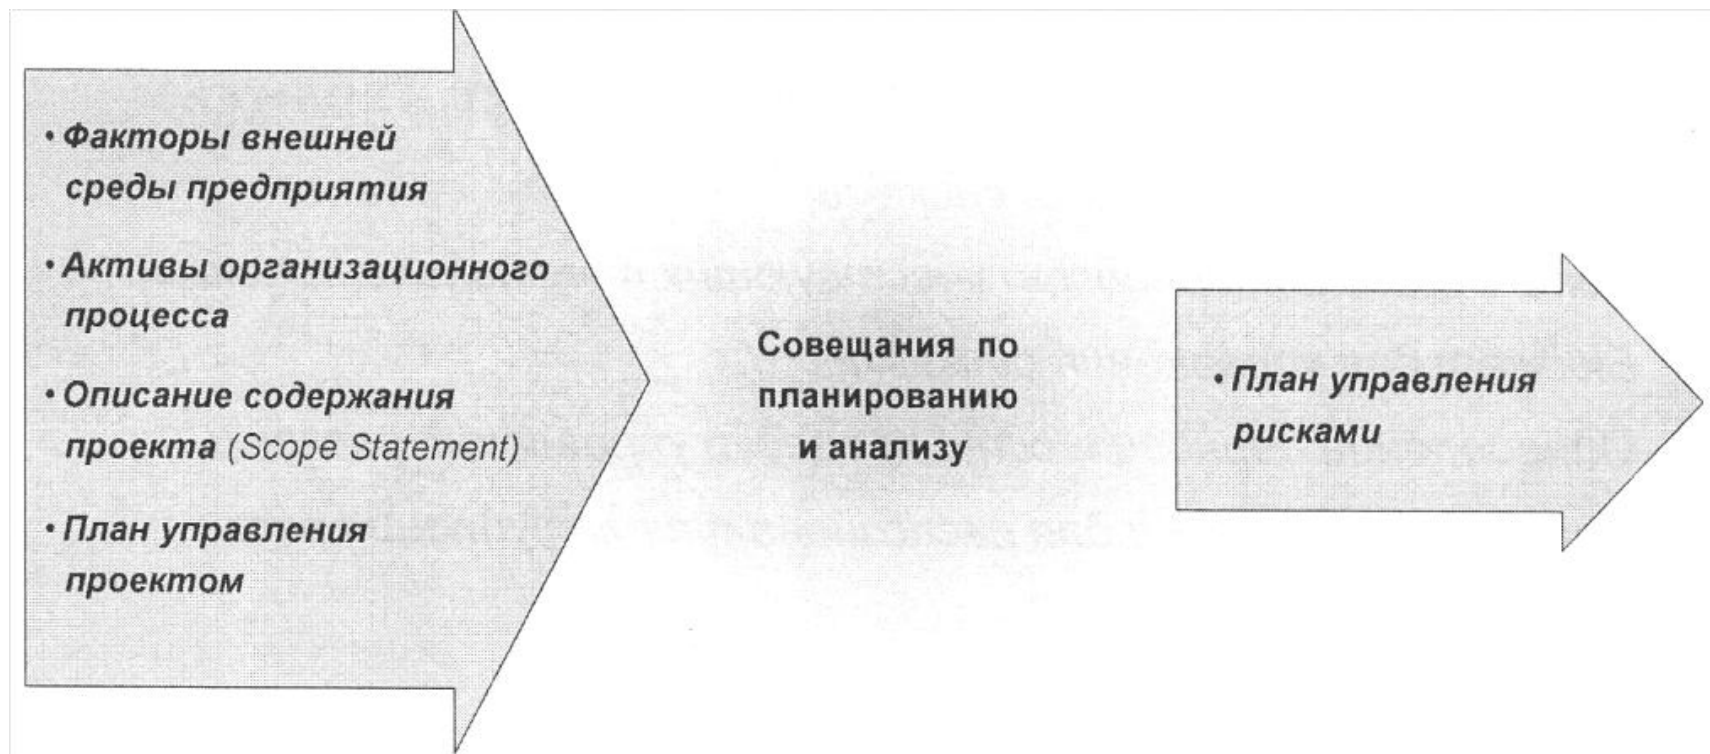 • Факторы внешней
среды предприятия
• Активы организационного
процесса
• Описание содержания
проекта (Scope Statement)
• План управления
проектом
Совещания по
планированию
и анализу
• План управления
рисками